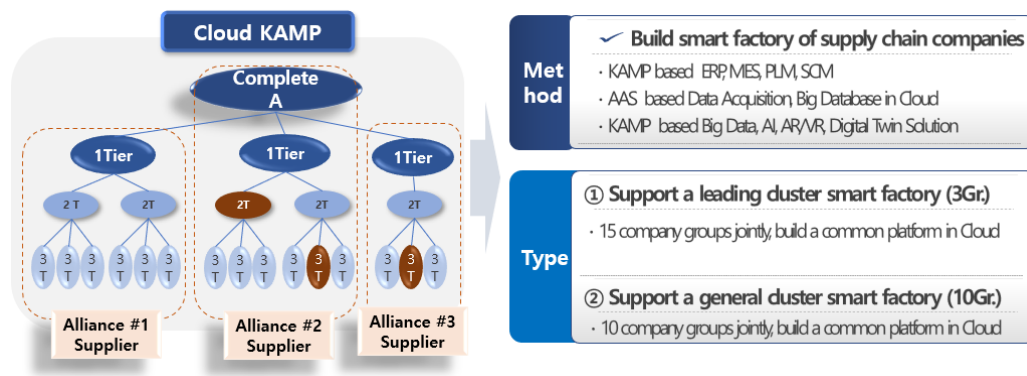 Cloud KAMP
Complete
A
1Tier
1Tier
1Tier
2 T
2T
2T
2T
2T
3
T
3
T
3
T
3
T
3
T
3
T
3
T
3
T
3
T
3
T
3
T
3
T
3
T
3
T
3
T
Alliance #1
Supplier
Alliance #2
Supplier
Alliance #3
Supplier
Met
hod
✓ Build smart factory of supply chain companies
· KAMP based ERP, MES, PLM, SCM
· AAS based Data Acquisition, Big Database in Cloud
· KAMP based Big Data, AI, AR/VR, Digital Twin Solution
Type
① Support a leading cluster smart factory (3Gr.)
· 15 company groups jointly, build a common platform in Cloud
② Support a general cluster smart factory (10Gr.)
· 10 company groups jointly, build a common platform in Cloud